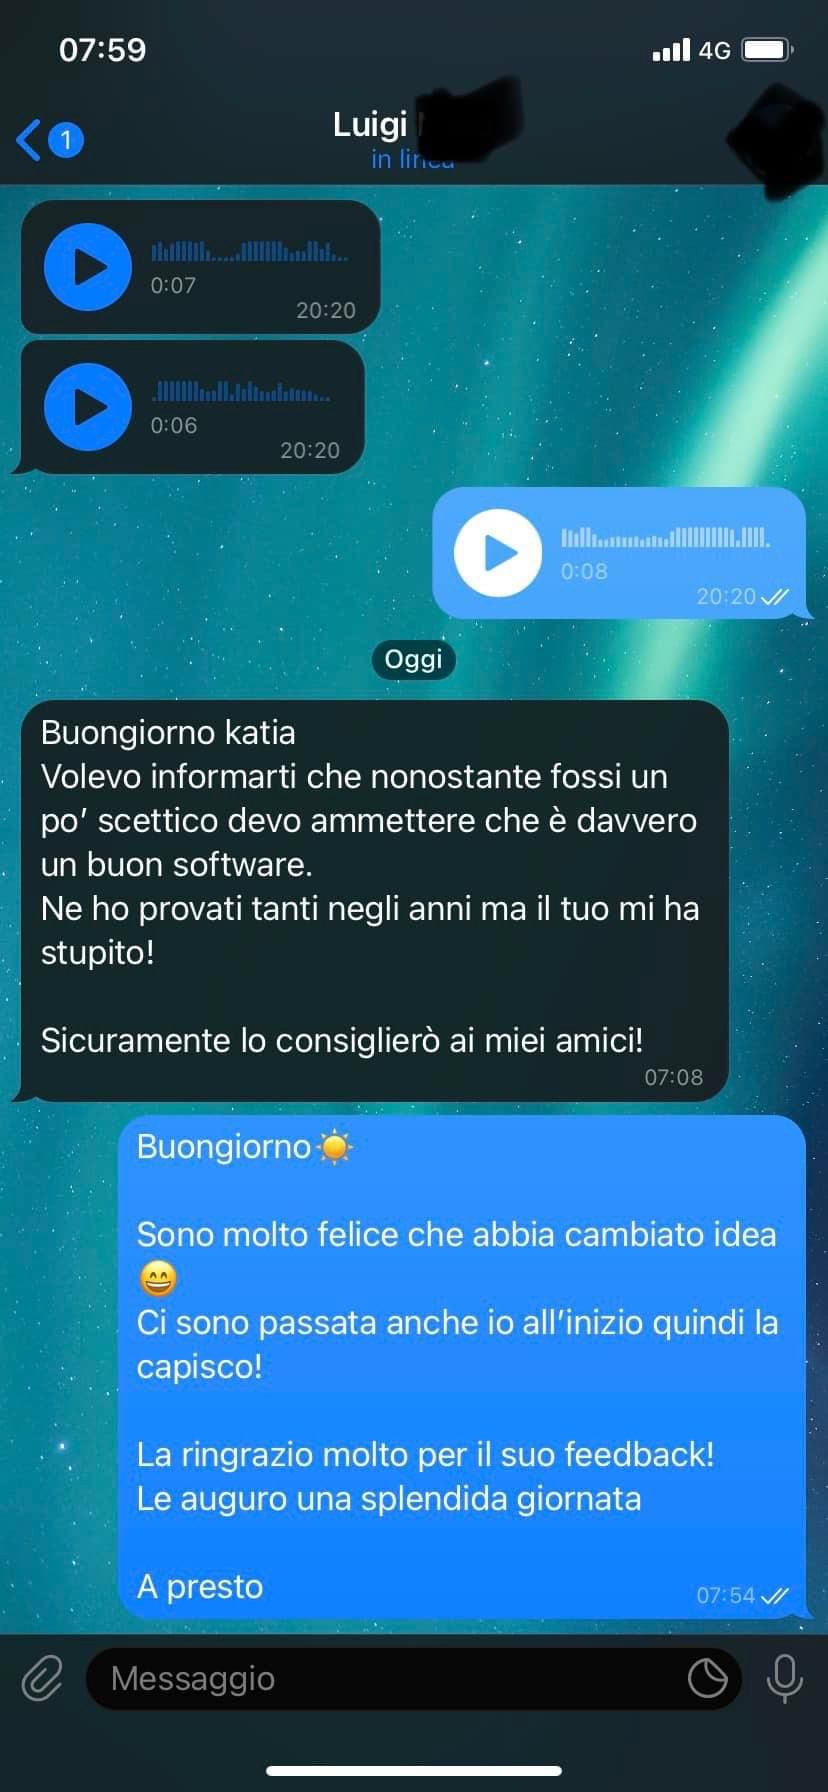 07:59
4G
1
Luigi
in linea
0:07
20:20
0:06
20:20
0:08
20:20
Oggi
Buongiorno katia
Volevo informarti che nonostante fossi un
po’ scettico devo ammettere che è davvero
un buon software.
Ne ho provati tanti negli anni ma il tuo mi ha
stupito!
Sicuramente lo consiglierò ai miei amici!
07:08
Buongiorno☀️
Sono molto felice che abbia cambiato idea
😄
Ci sono passata anche io all’inizio quindi la
capisco!
La ringrazio molto per il suo feedback!
Le auguro una splendida giornata
A presto
07:54
Messaggio